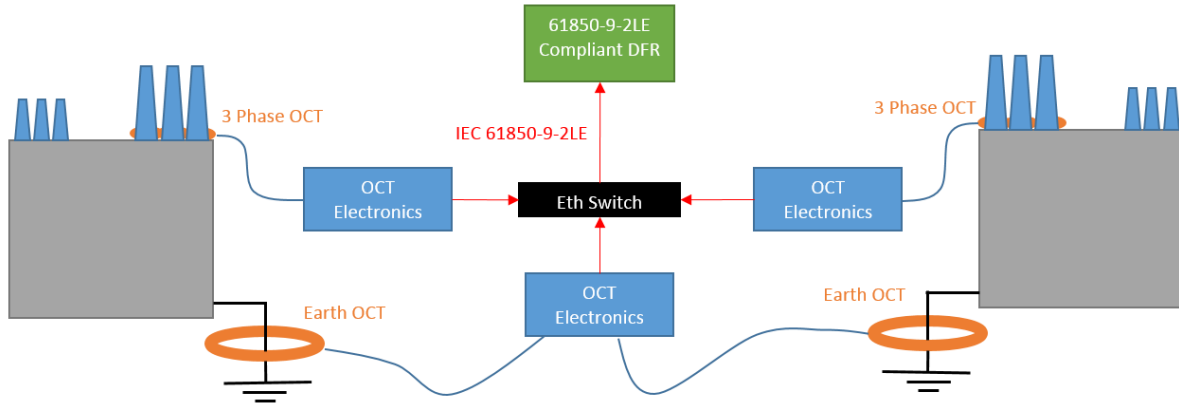 61850-9-2LE
Compliant DFR
3 Phase OCT
3 Phase OCT
IEC 61850-9-2LE
OCT
Electronics
Eth Switch
OCT
Electronics
Earth OCT
OCT
Electronics
Earth OCT